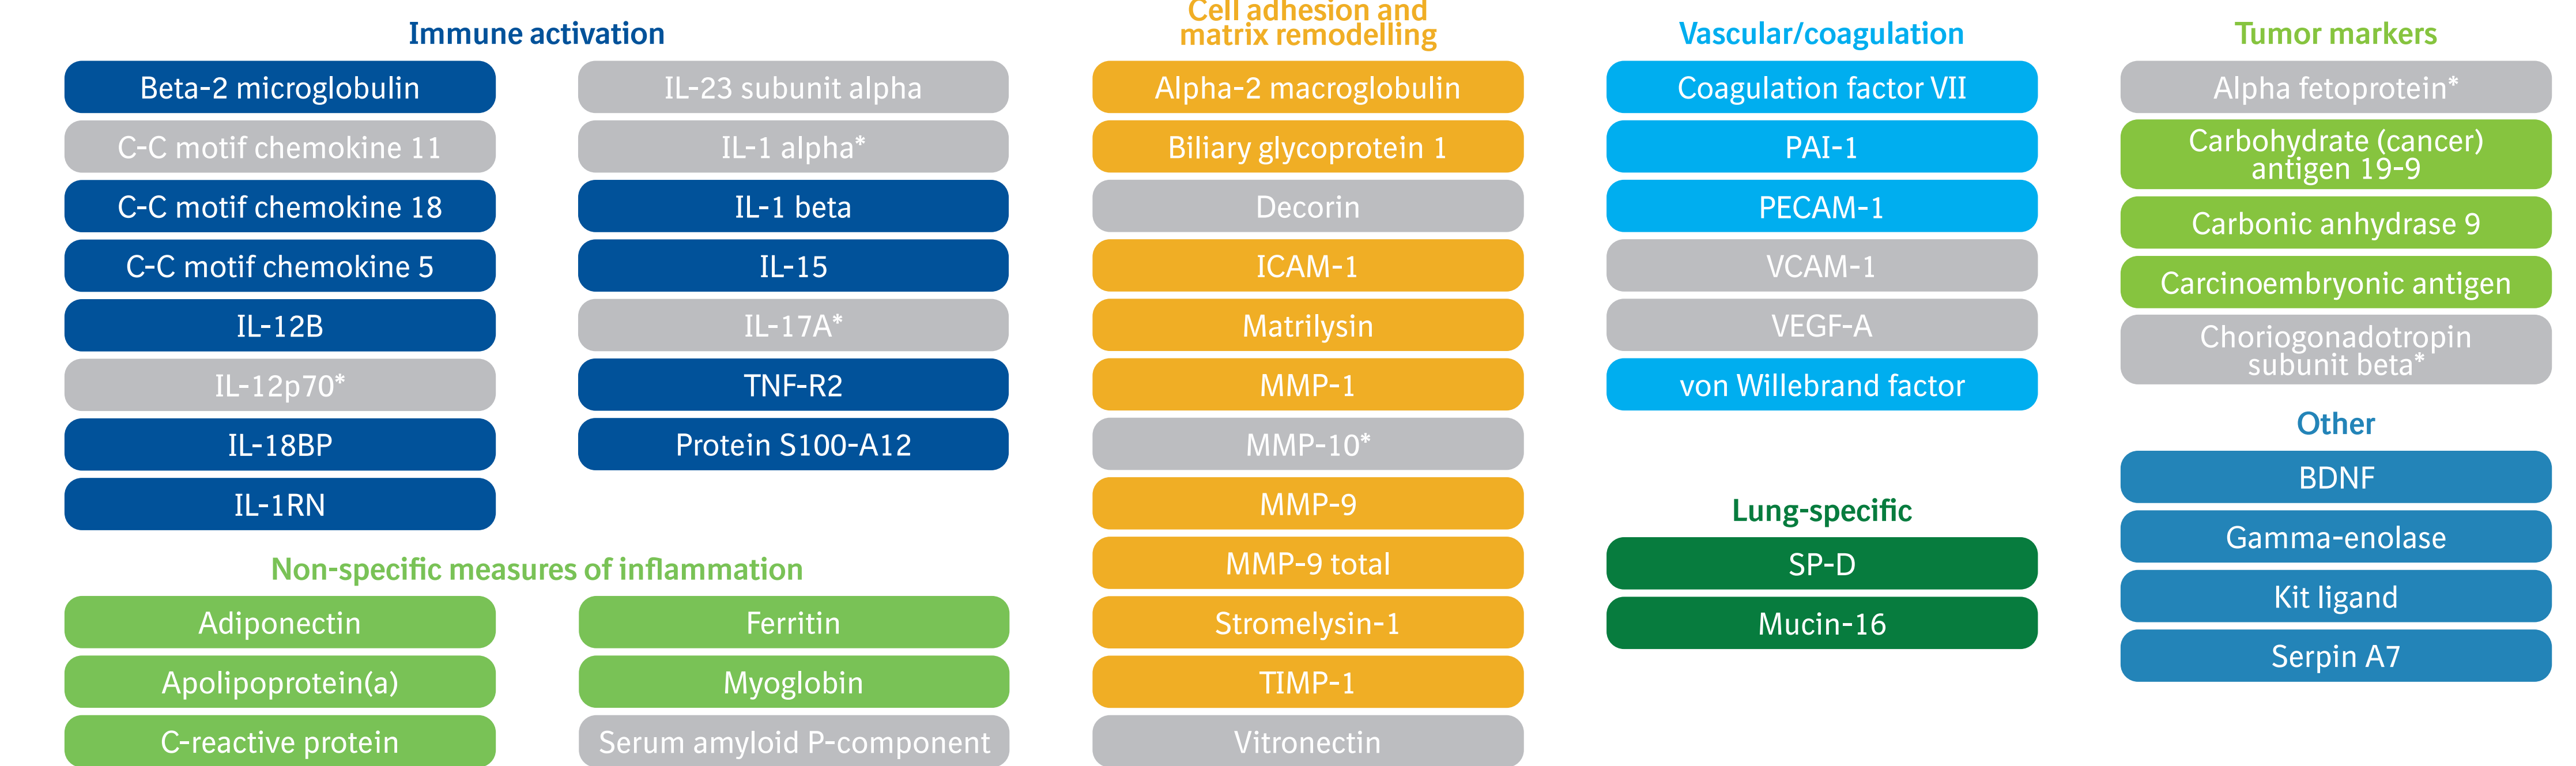 Immune activation
Beta-2 microglobulin
C-C motif chemokine 11
C-C motif chemokine 18
C-C motif chemokine 5
IL-12B
IL-12p70*
IL-18BP
IL-1RN
IL-23 subunit alpha
IL-1 alpha*
IL-1 beta
IL-15
IL-17A*
TNF-R2
Protein S100-A12
Non-specific measures of inflammation
Adiponectin
Apolipoprotein(a)
C-reactive protein
Ferritin
Myoglobin
Serum amyloid P-component
Cell adhesion and
matrix remodelling
Alpha-2 macroglobulin
Biliary glycoprotein 1
Decorin
ICAM-1
Matrilysin
MMP-1
MMP-10*
MMP-9
MMP-9 total
Stromelysin-1
TIMP-1
Vitronectin
Vascular/coagulation
Coagulation factor VII
PAI-1
PECAM-1
VCAM-1
VEGF-A
von Willebrand factor
Lung-specific
SP-D
Mucin-16
Tumor markers
Alpha fetoprotein*
Carbohydrate (cancer)
antigen 19-9
Carbonic anhydrase 9
Carcinoembryonic antigen
Choriogonadotropin
subunit beta*
Other
BDNF
Gamma-enolase
Kit ligand
Serpin A7